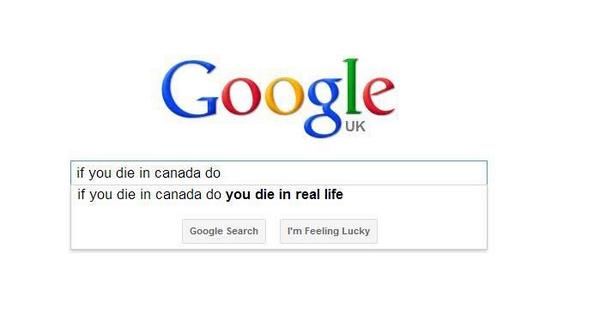 Google
UK
if you die in canada do
if you die in canada do you die in real life
Google Search
I'm Feeling Lucky